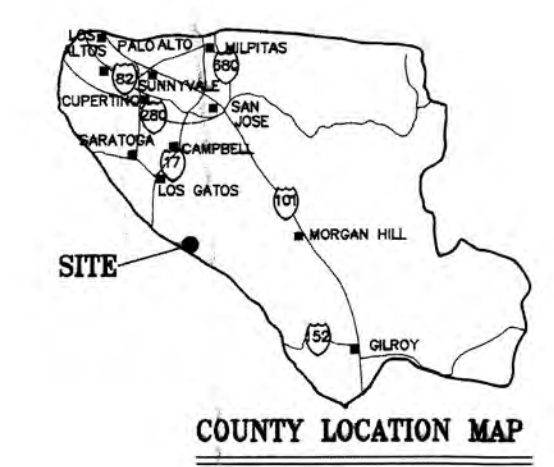 LOS
ALTOS
PALO ALTO
MILPITAS
82
680
SUNNYVALE
CUPERTINO
280
SAN
JOSE
SARATOGA
17
CAMPBELL
LOS GATOS
101
MORGAN HILL
SITE
152
GILROY
COUNTY LOCATION MAP